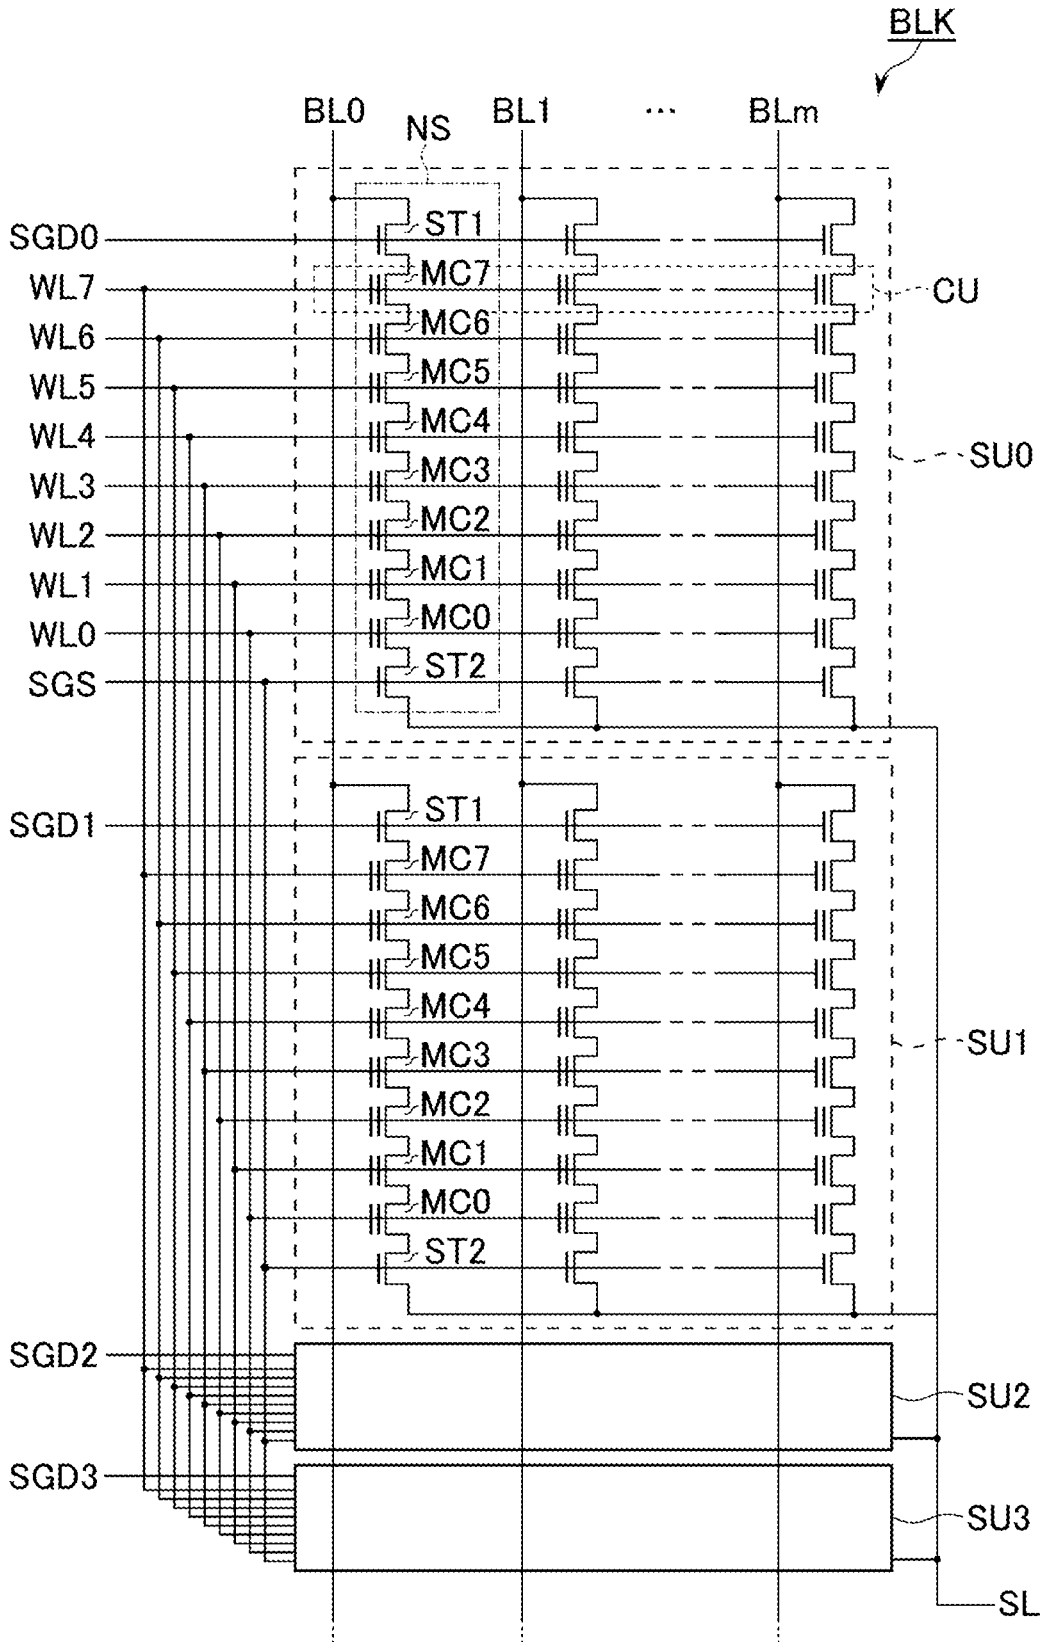 BLK
BL0 BL1 ... BLm
NS
SGD0 ST1
WL7 MC7 CU
WL6 MC6
WL5 MC5
WL4 MC4
SU0
WL3 MC3
WL2 MC2
WL1 MC1
WL0 MC0
SGS ST2
SGD1 ST1
MC7
MC6
MC5
MC4
SU1
MC3
MC2
MC1
MC0
ST2
SGD2
SU2
SGD3
SU3
SL